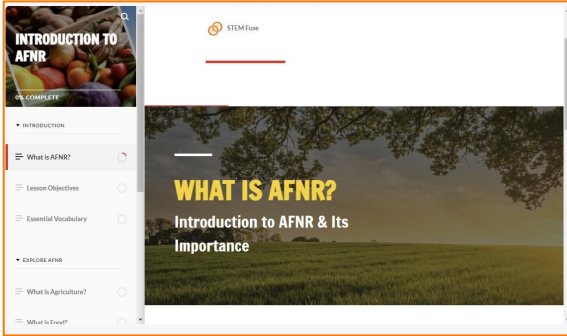 INTRODUCTION TO
AFNR
0% COMPLETE
INTRODUCTION
What is AFNR?
Lesson Objectives
Essential Vocabulary
EXPLORE AFNR
What is Agriculture?
What is Food?
STEM Fuse
WHAT IS AFNR?
Introduction to AFNR & Its
Importance